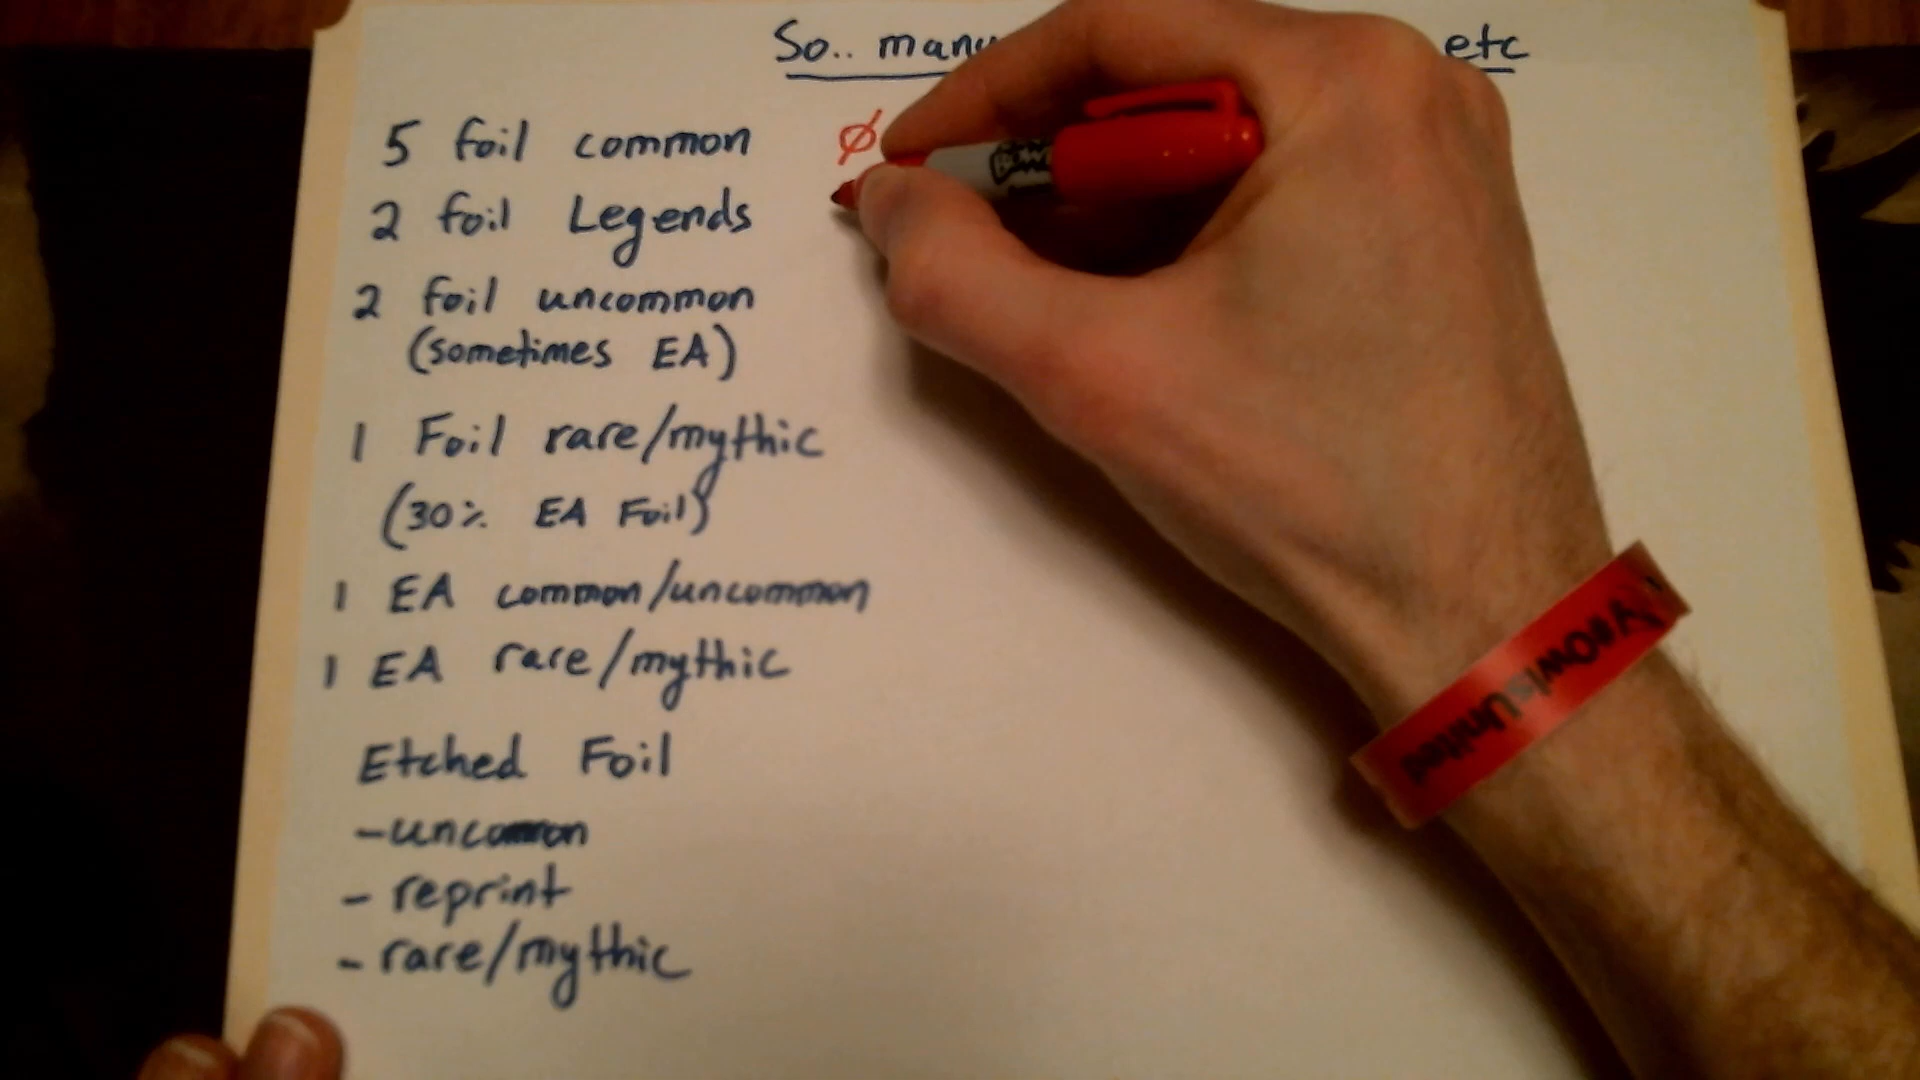 So.. many etc
5 foil common Ø
2 foil Legends
2 foil uncommon
(sometimes EA)
1 Foil rare/mythic
(30% EA Foil)
1 EA common/uncommon
1 EA rare/mythic
Etched Foil
- uncommon
- reprint
- rare/mythic